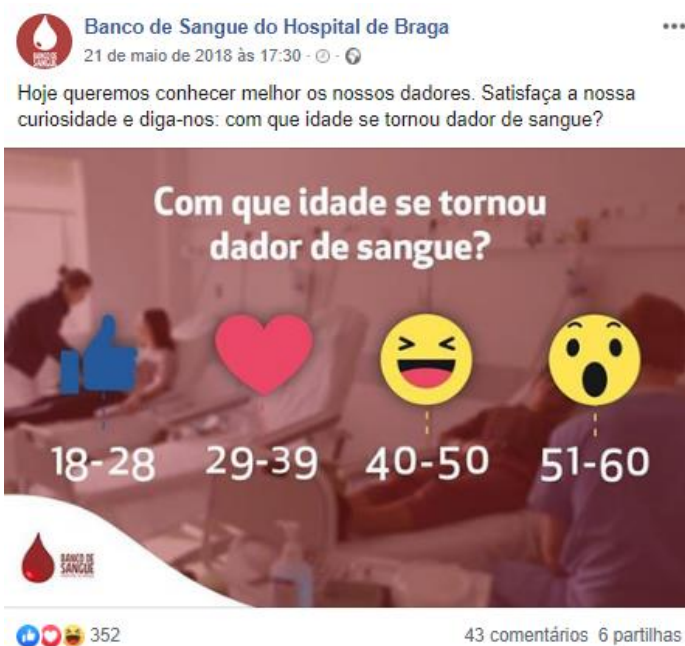 Banco de Sangue do Hospital de Braga
21 de maio de 2018 às 17:30
Hoje queremos conhecer melhor os nossos dadores. Satisfaça a nossa
curiosidade e diga-nos: com que idade se tornou dador de sangue?
Com que idade se tornou
dador de sangue?
18-28 29-39 40-50 51-60
BANCO DE
SANGUE
352 43 comentários 6 partilhas